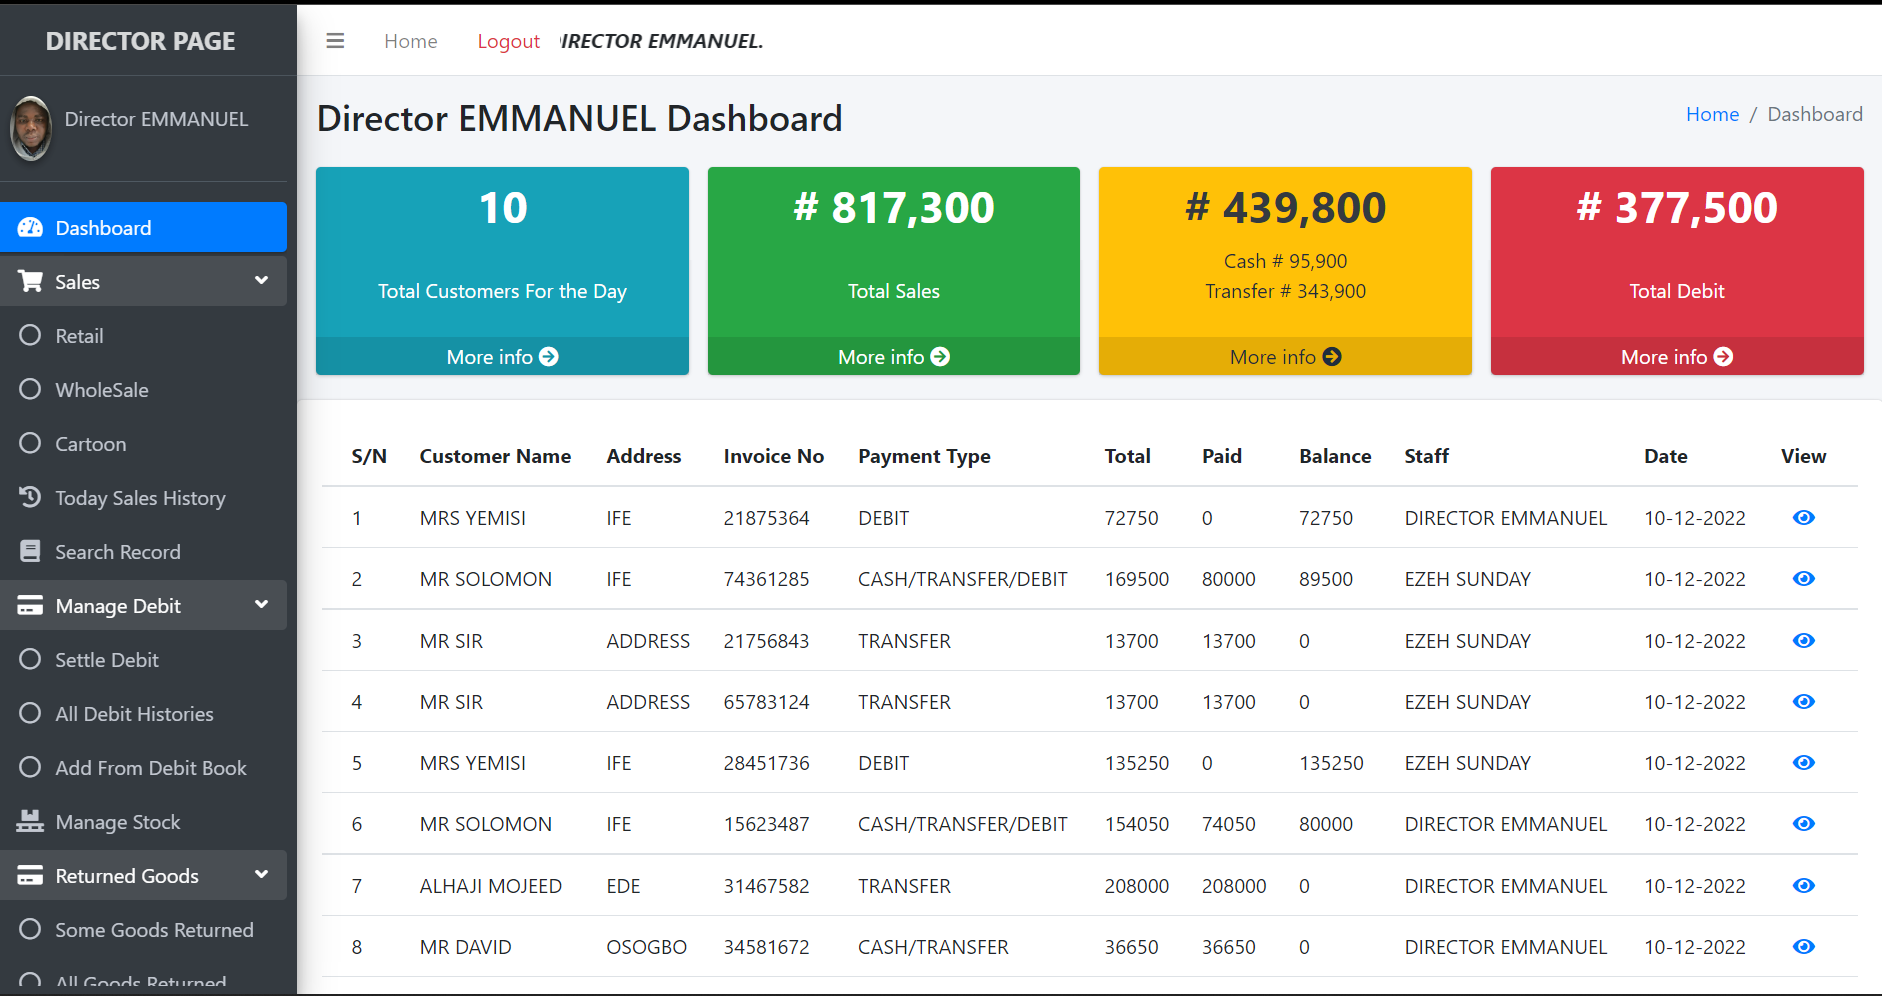 DIRECTOR PAGE
Director EMMANUEL
Dashboard
Sales
Retail
WholeSale
Cartoon
Today Sales History
Search Record
Manage Debit
Settle Debit
All Debit Histories
Add From Debit Book
Manage Stock
Returned Goods
Some Goods Returned
All Goods Returned
Home Logout IRECTOR EMMANUEL.
Director EMMANUEL Dashboard
Home / Dashboard
10
Total Customers For the Day
More info
# 817,300
Total Sales
More info
# 439,800
Cash # 95,900
Transfer # 343,900
More info
# 377,500
Total Debit
More info
S/N Customer Name Address Invoice No Payment Type Total Paid Balance Staff Date View
1 MRS YEMISI IFE 21875364 DEBIT 72750 0 72750 DIRECTOR EMMANUEL 10-12-2022
2 MR SOLOMON IFE 74361285 CASH/TRANSFER/DEBIT 169500 80000 89500 EZEH SUNDAY 10-12-2022
3 MR SIR ADDRESS 21756843 TRANSFER 13700 13700 0 EZEH SUNDAY 10-12-2022
4 MR SIR ADDRESS 65783124 TRANSFER 13700 13700 0 EZEH SUNDAY 10-12-2022
5 MRS YEMISI IFE 28451736 DEBIT 135250 0 135250 EZEH SUNDAY 10-12-2022
6 MR SOLOMON IFE 15623487 CASH/TRANSFER/DEBIT 154050 74050 80000 DIRECTOR EMMANUEL 10-12-2022
7 ALHAJI MOJEED EDE 31467582 TRANSFER 208000 208000 0 DIRECTOR EMMANUEL 10-12-2022
8 MR DAVID OSOGBO 34581672 CASH/TRANSFER 36650 36650 0 DIRECTOR EMMANUEL 10-12-2022